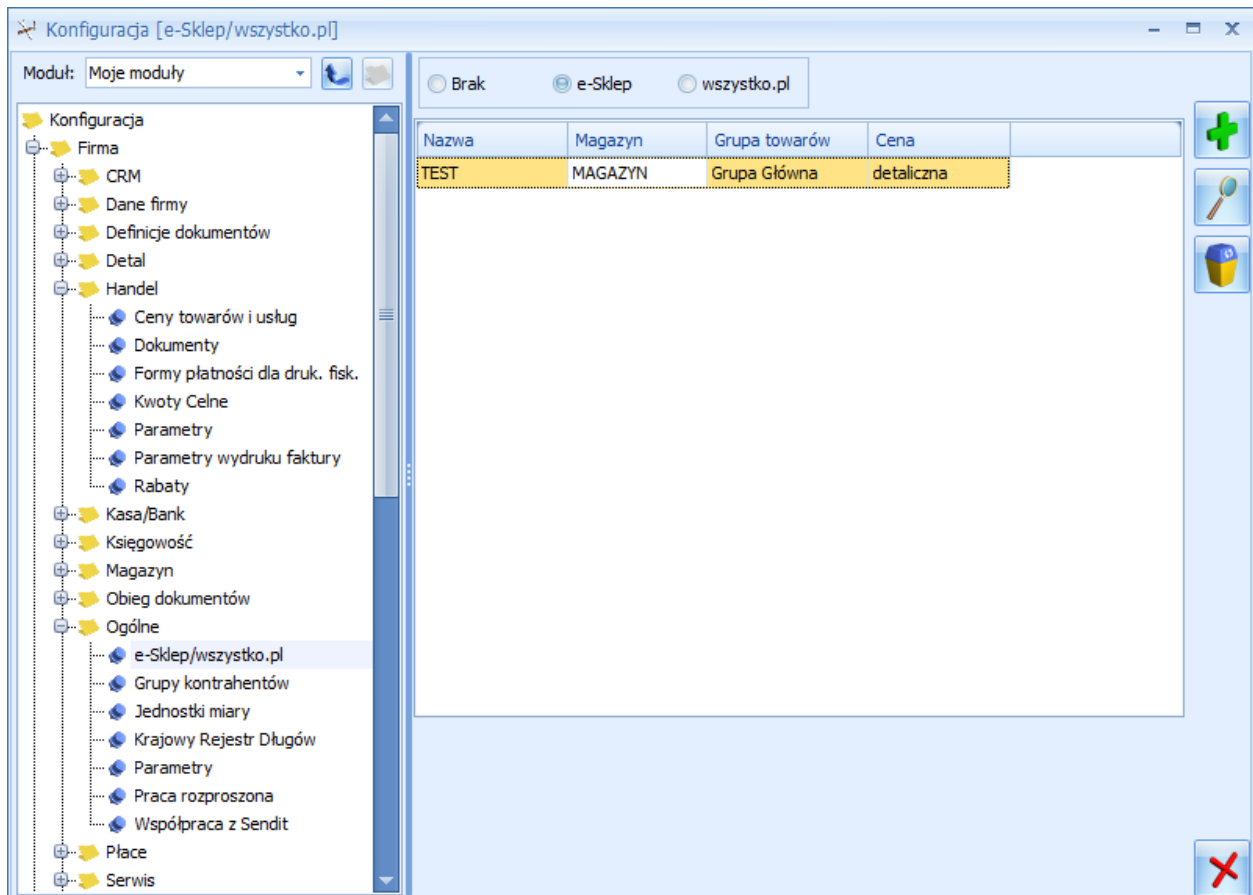 Konfiguracja [e-Sklep/wszystko.pl]
Moduł: Moje moduły
Konfiguracja
Firma
CRM
Dane firmy
Definicje dokumentów
Detal
Handel
Ceny towarów i usług
Dokumenty
Formy płatności dla druk. fisk.
Kwoty Celne
Parametry
Parametry wydruku faktury
Rabaty
Kasa/Bank
Księgowość
Magazyn
Obieg dokumentów
Ogólne
e-Sklep/wszystko.pl
Grupy kontrahentów
Jednostki miary
Krajowy Rejestr Długów
Parametry
Praca rozproszona
Współpraca z Sendit
Płace
Serwis
Brak e-Sklep wszystko.pl
Nazwa Magazyn Grupa towarów Cena
TEST MAGAZYN Grupa Główna detaliczna